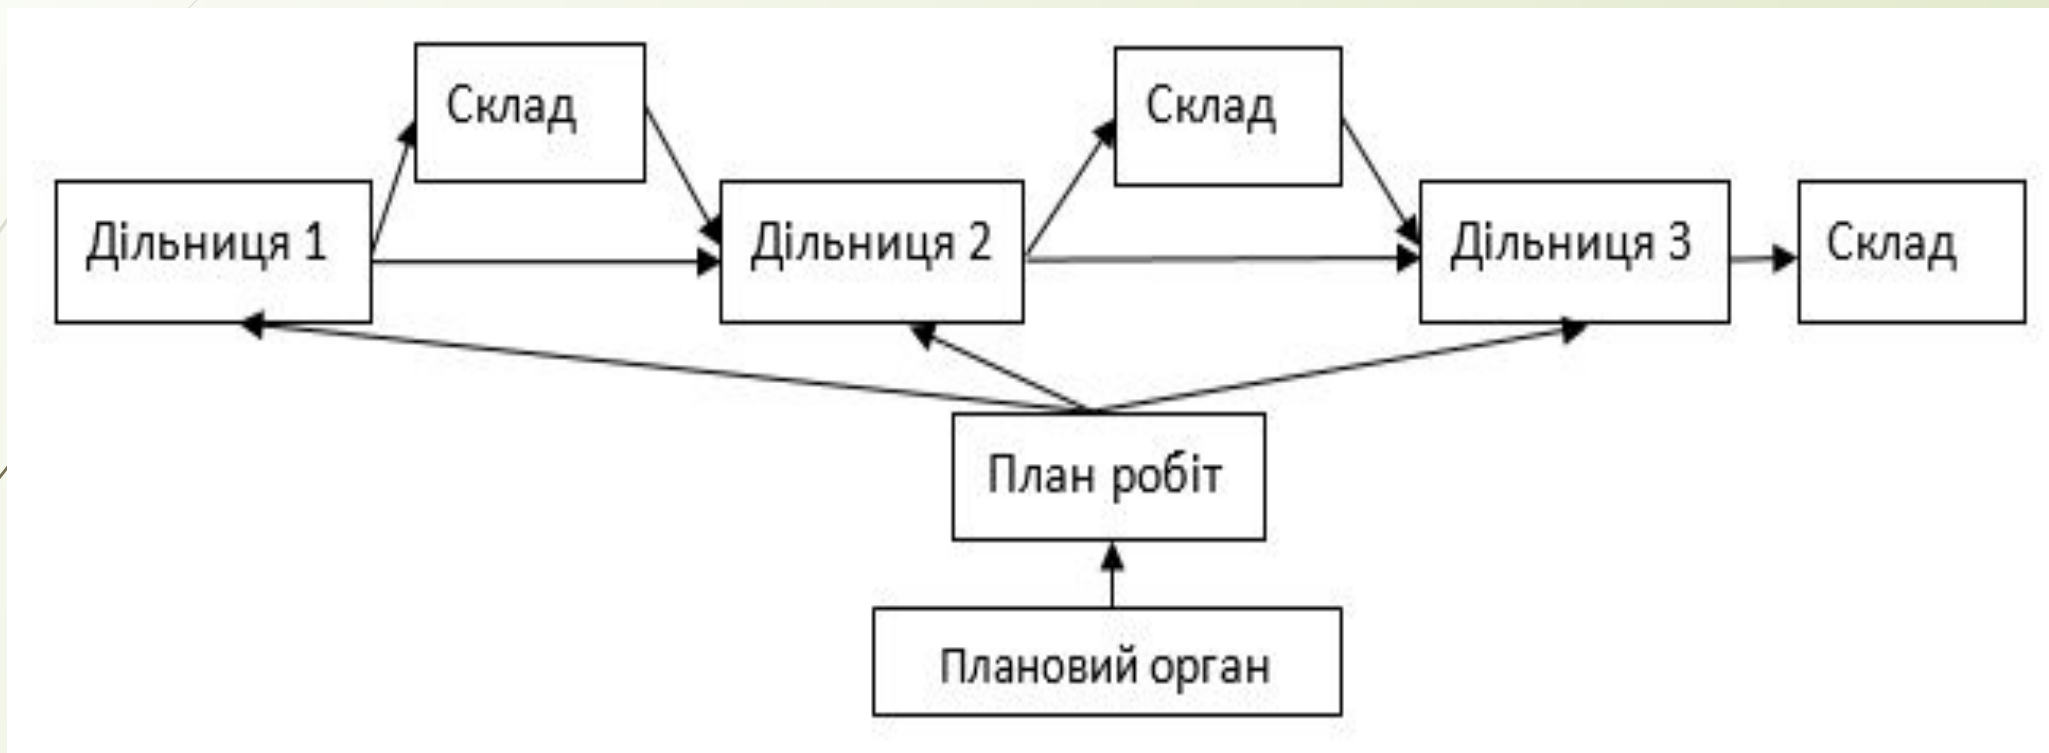 Склад
Склад
Дільниця 1
Дільниця 2
Дільниця 3
Склад
План робіт
Плановий орган